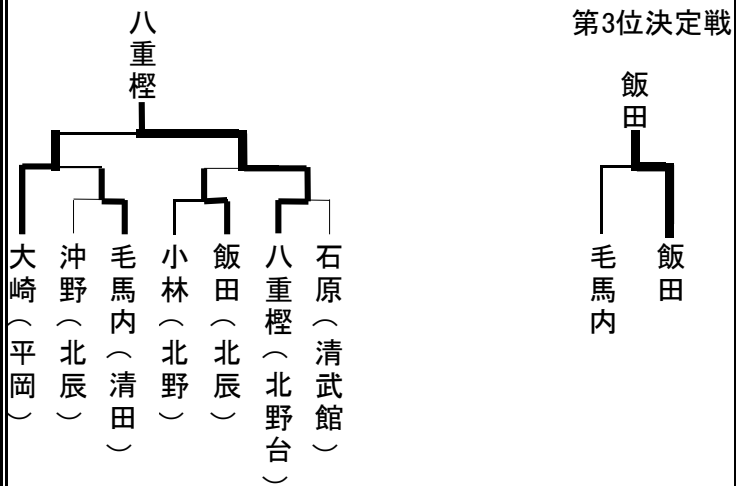 八重樫
第3位決定戦
飯田
大崎（平岡）
沖野（北辰）
毛馬内（清田）
小林（北野）
飯田（北辰）
八重樫（北野台）
石原（清武館）
毛馬内
飯田